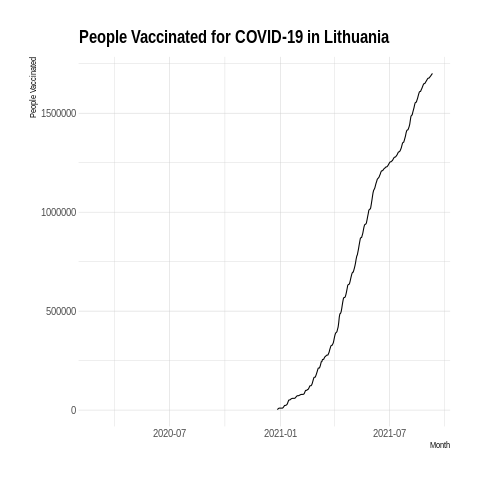 People Vaccinated for COVID-19 in Lithuania
People Vaccinated
1500000
1000000
500000
0
2020-07 2021-01 2021-07
Month